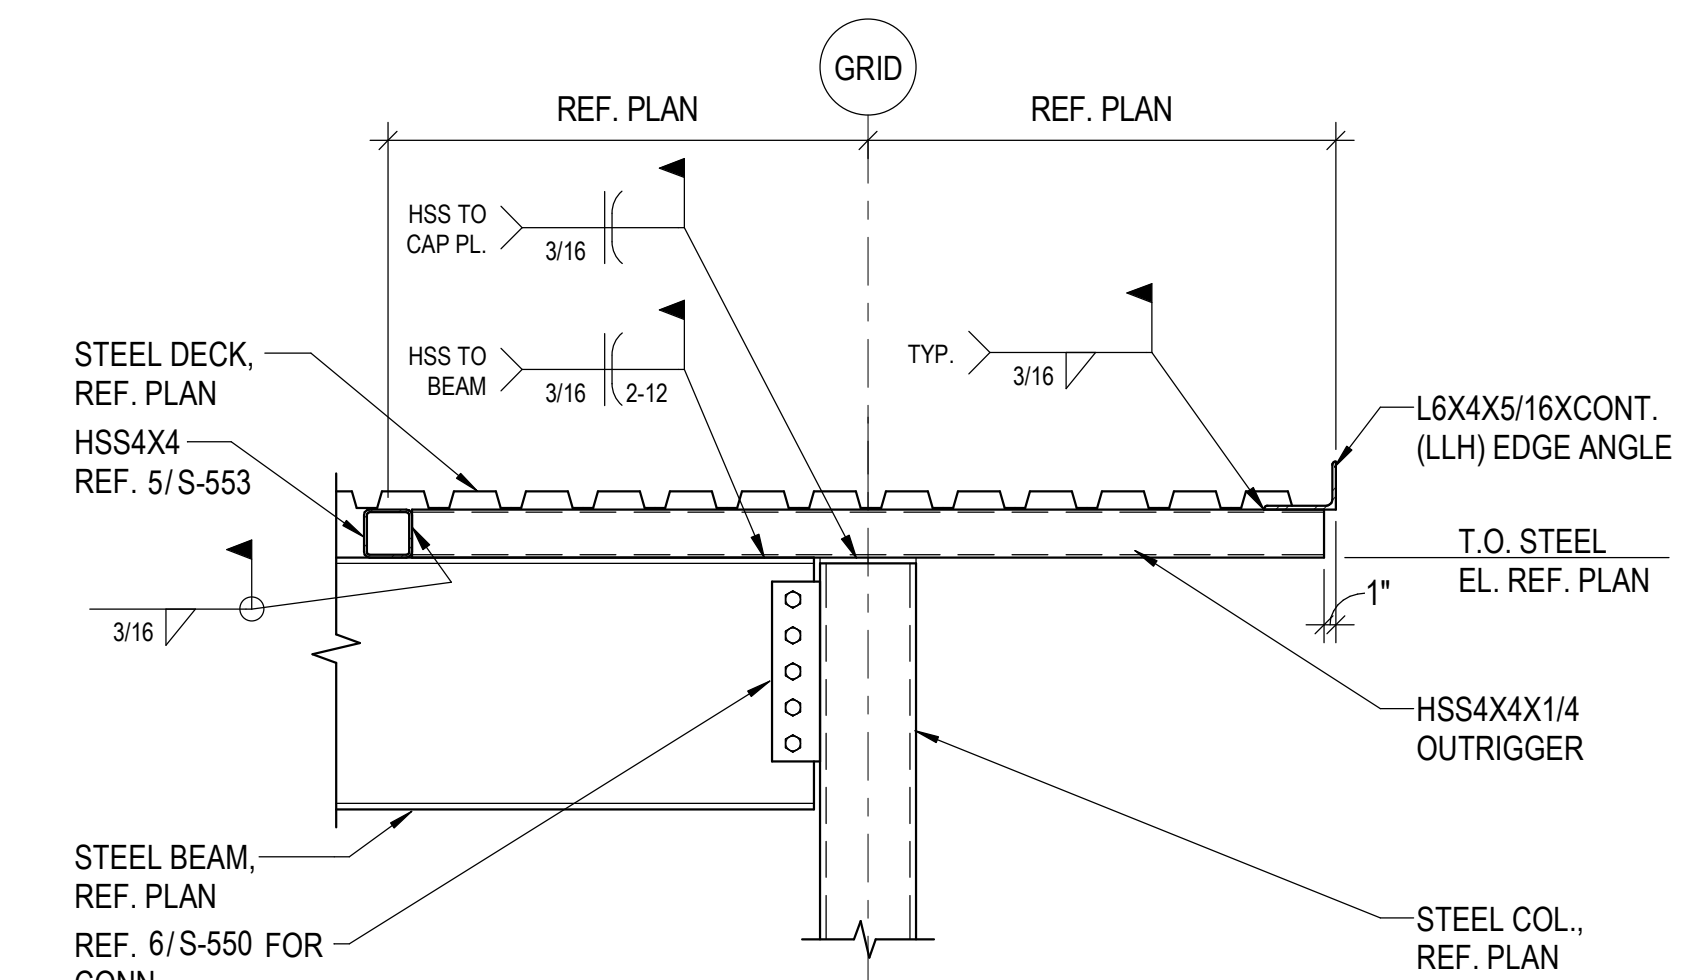 GRID
REF. PLAN
REF. PLAN
HSS TO
CAP PL.
3/16
HSS TO
BEAM
3/16
2-12
TYP.
3/16
STEEL DECK,
REF. PLAN
HSS4X4
REF. 5/S-553
L6X4X5/16XCONT.
(LLH) EDGE ANGLE
T.O. STEEL
EL. REF. PLAN
1"
3/16
HSS4X4X1/4
OUTRIGGER
STEEL BEAM,
REF. PLAN
REF. 6/S-550 FOR
STEEL COL.,
REF. PLAN